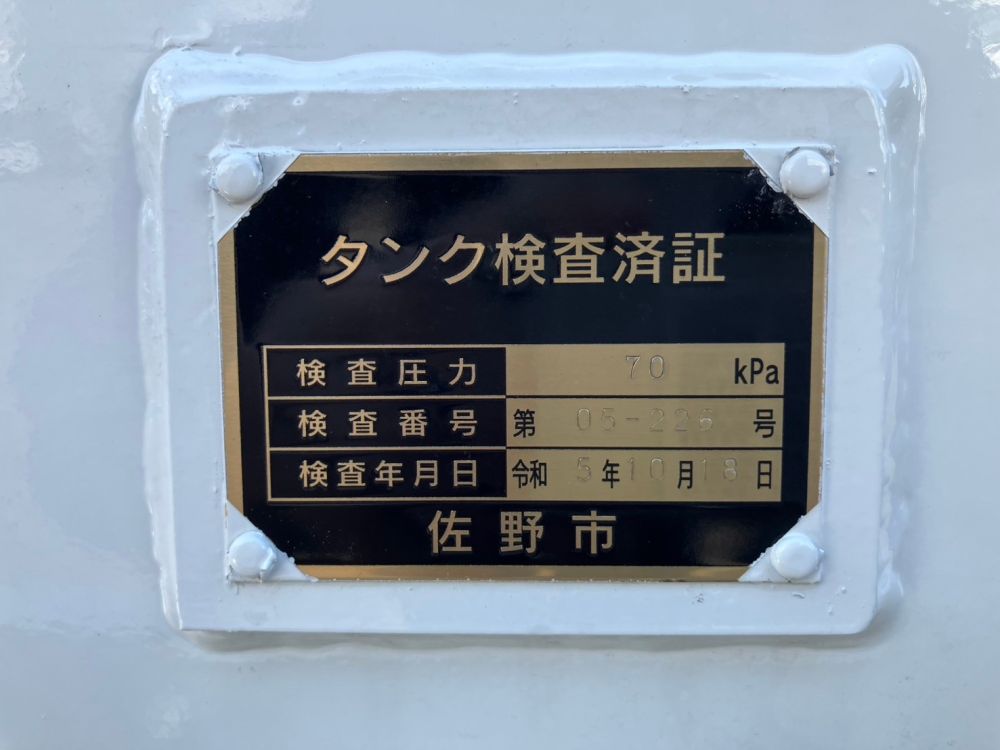 タンク検査済証
検査圧力 70 kPa
検査番号 第 05-226 号
検査年月日 令和 5年10月18日
佐野市